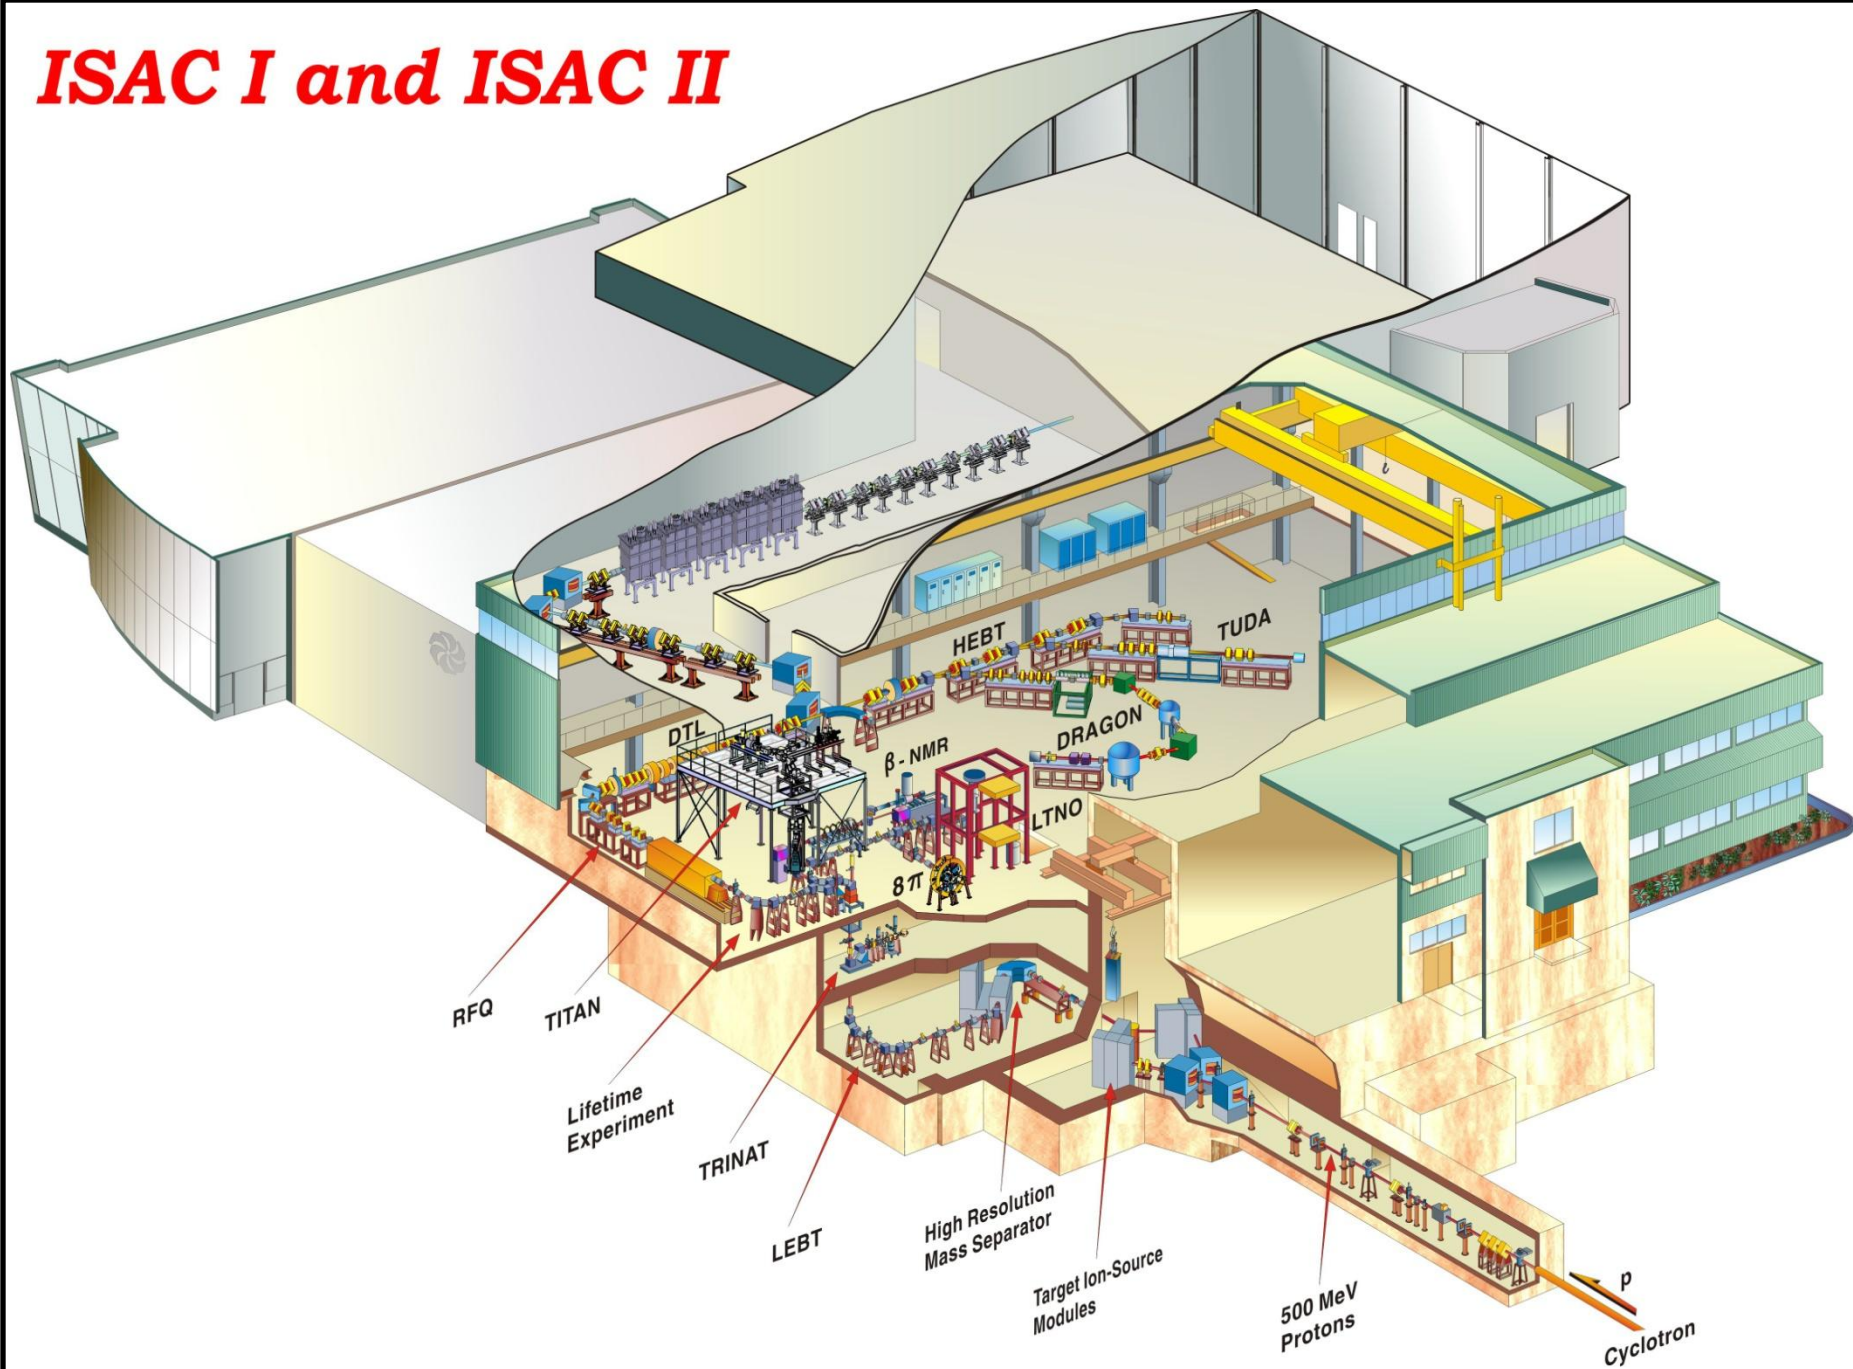 ISAC I and ISAC II
HEBT
TUDA
DTL
β - NMR
DRAGON
LTNO
8π
RFQ
TITAN
Lifetime
Experiment
TRINAT
LEBT
High Resolution
Mass Separator
Target Ion-Source
Modules
500 MeV
Protons
p
Cyclotron